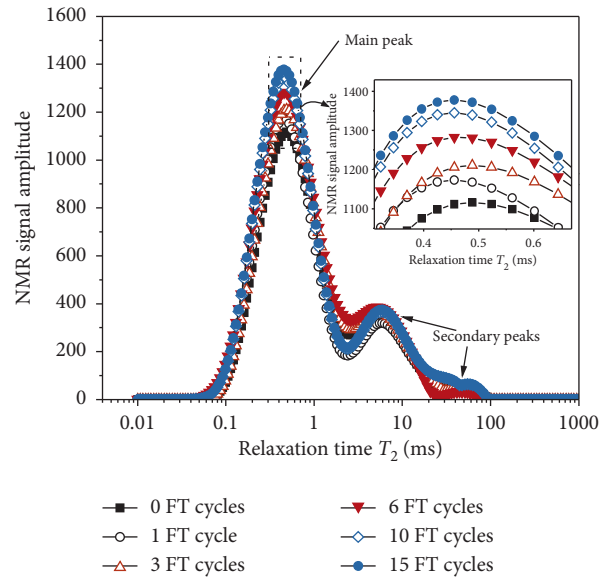 1600
1400
1200
1000
800
600
400
200
0
NMR signal amplitude
0.01
0.1
1
10
100
1000
Relaxation time T₂ (ms)
Main peak
Secondary peaks
1400
1300
1200
1100
NMR signal amplitude
0.4
0.5
0.6
Relaxation time T₂ (ms)
0 FT cycles
1 FT cycle
3 FT cycles
6 FT cycles
10 FT cycles
15 FT cycles